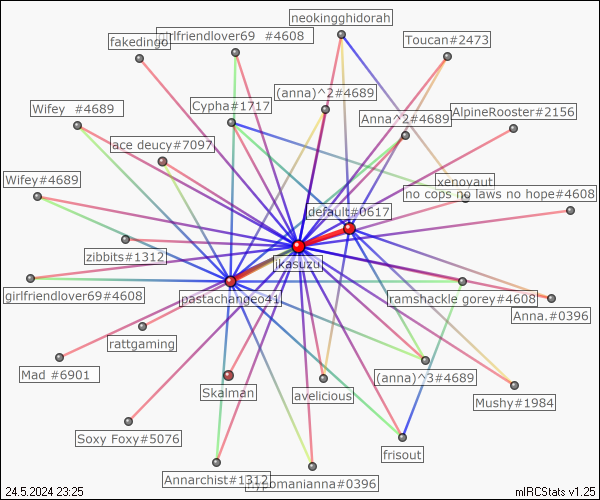 neokingghidorah
girlfriendlover69 #4608
fakedingo
Toucan#2473
(anna)^2#4689
Wifey #4689
Cypha#1717
AlpineRooster#2156
Anna^2#4689
ace deucy#7097
Wifey#4689
xenoyaut
no cops no laws no hope#4608
default#0617
zibbits#1312
ikasuzu
girlfriendlover69#4608
pastachangeo41
ramshackle gorey#4608
Anna.#0396
rattgaming
Mad #6901
(anna)^3#4689
Skalman
avelicious
Mushy#1984
Soxy Foxy#5076
frisout
Annarchist#1312
#0396
24.5.2024 23:25
mIRCStats v1.25